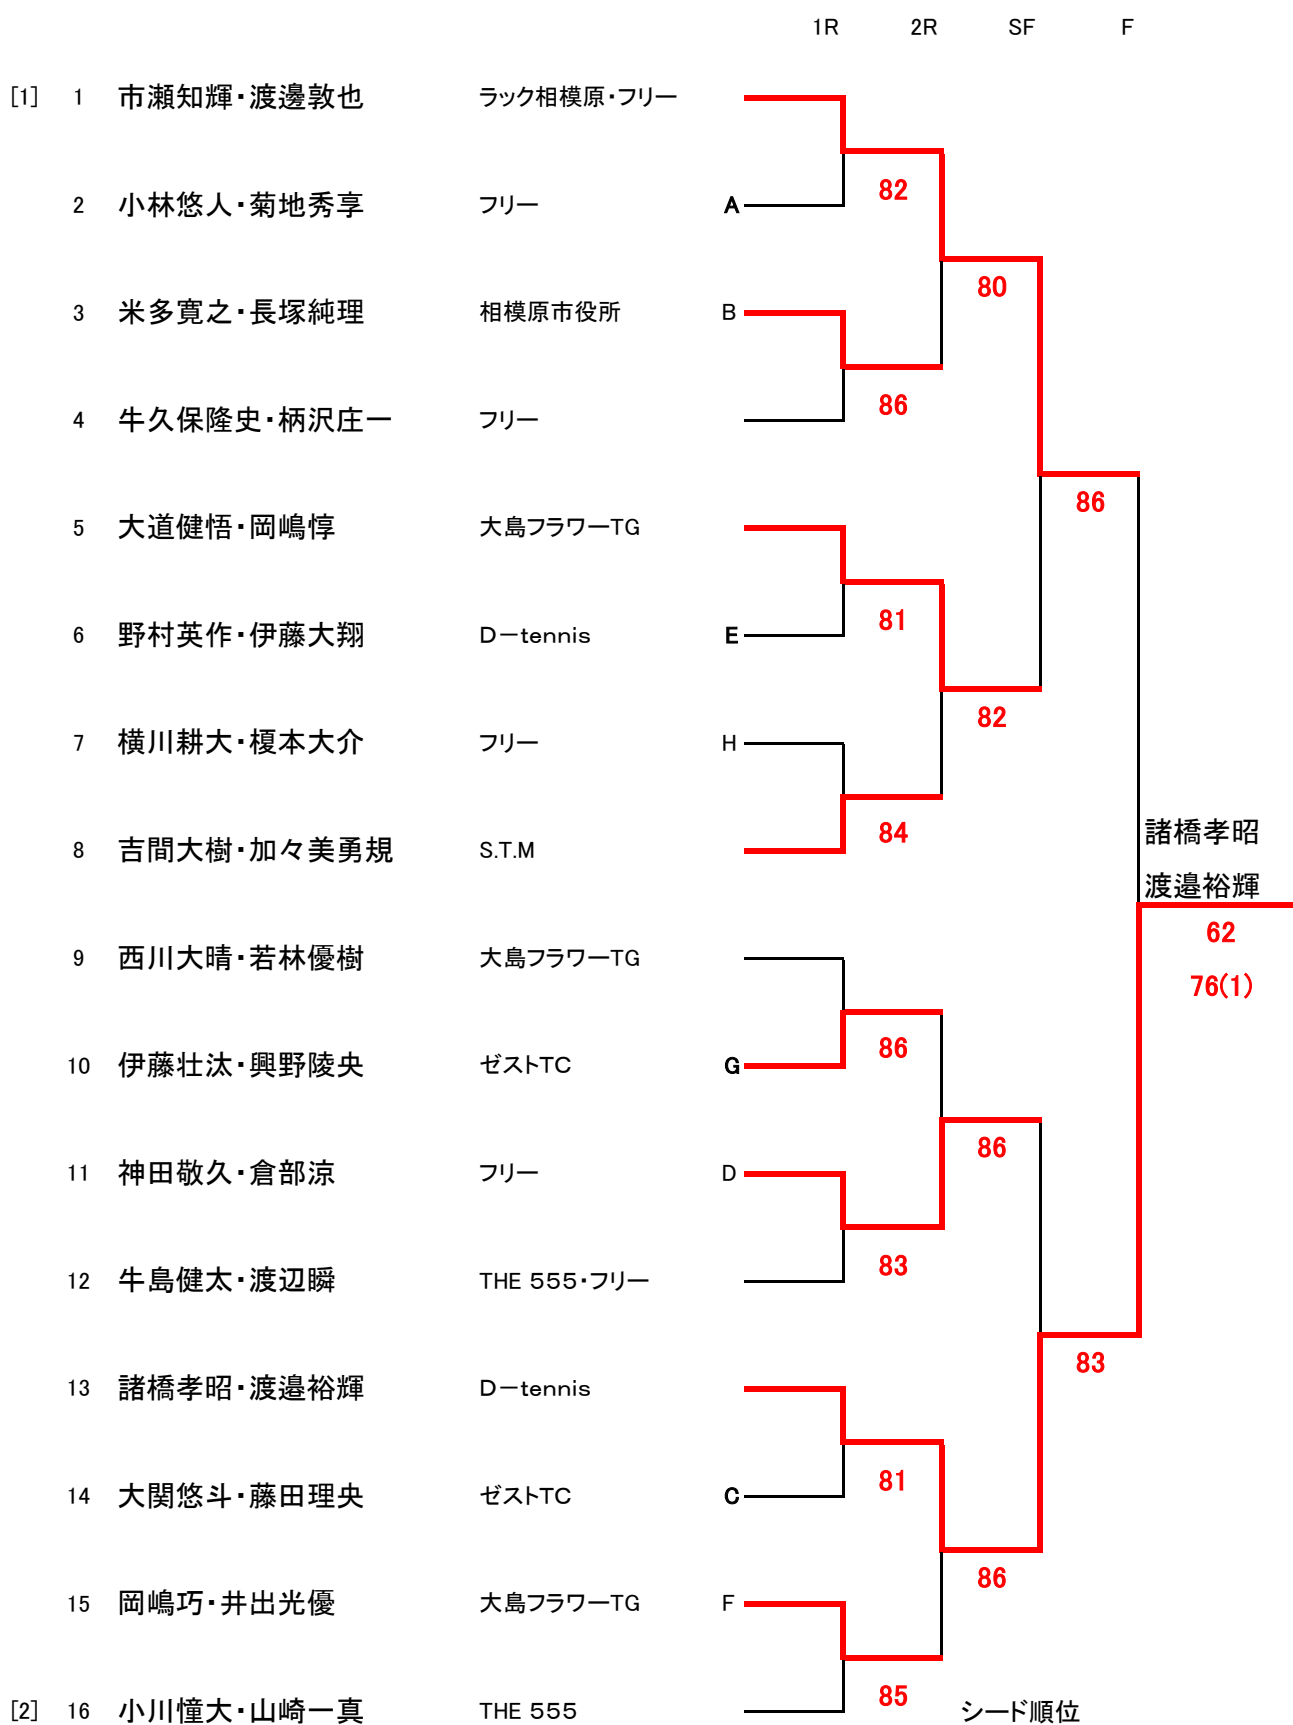 1R 2R SF F
[1] 1 市瀬知輝・渡邊敦也 ラック相模原・フリー
82
2 小林悠人・菊地秀享 フリー A
80
3 米多寛之・長塚純理 相模原市役所 B
86
4 牛久保隆史・柄沢庄一 フリー
86
5 大道健悟・岡嶋惇 大島フラワーTG
81
6 野村英作・伊藤大翔 D－tennis E
82
7 横川耕大・榎本大介 フリー H
84
諸橋孝昭
8 吉間大樹・加々美勇規 S.T.M
渡邉裕輝
62
9 西川大晴・若林優樹 大島フラワーTG
76(1)
86
10 伊藤壮汰・興野陵央 ゼストTC G
86
11 神田敬久・倉部涼 フリー D
83
12 牛島健太・渡辺瞬 THE 555・フリー
83
13 諸橋孝昭・渡邉裕輝 D－tennis
81
14 大関悠斗・藤田理央 ゼストTC C
86
15 岡嶋巧・井出光優 大島フラワーTG F
85
[2] 16 小川憧大・山崎一真 THE 555
シード順位